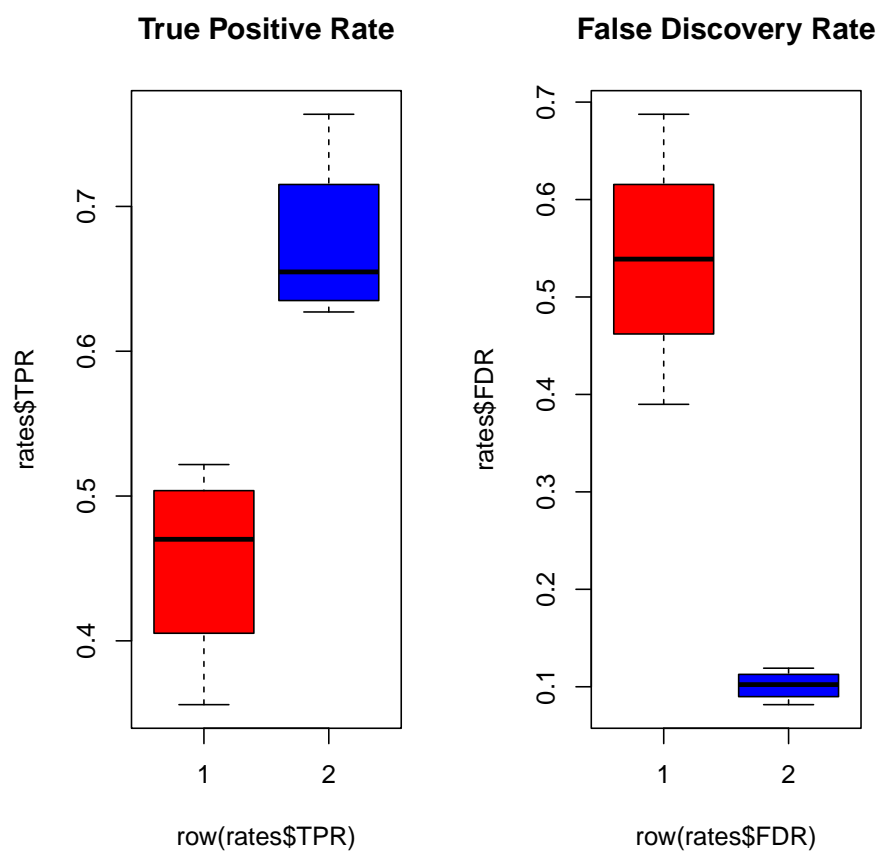 True Positive Rate
rates$TPR
0.7
0.6
0.5
0.4
1 2
row(rates$TPR)
False Discovery Rate
rates$FDR
0.7
0.6
0.5
0.4
0.3
0.2
0.1
1 2
row(rates$FDR)